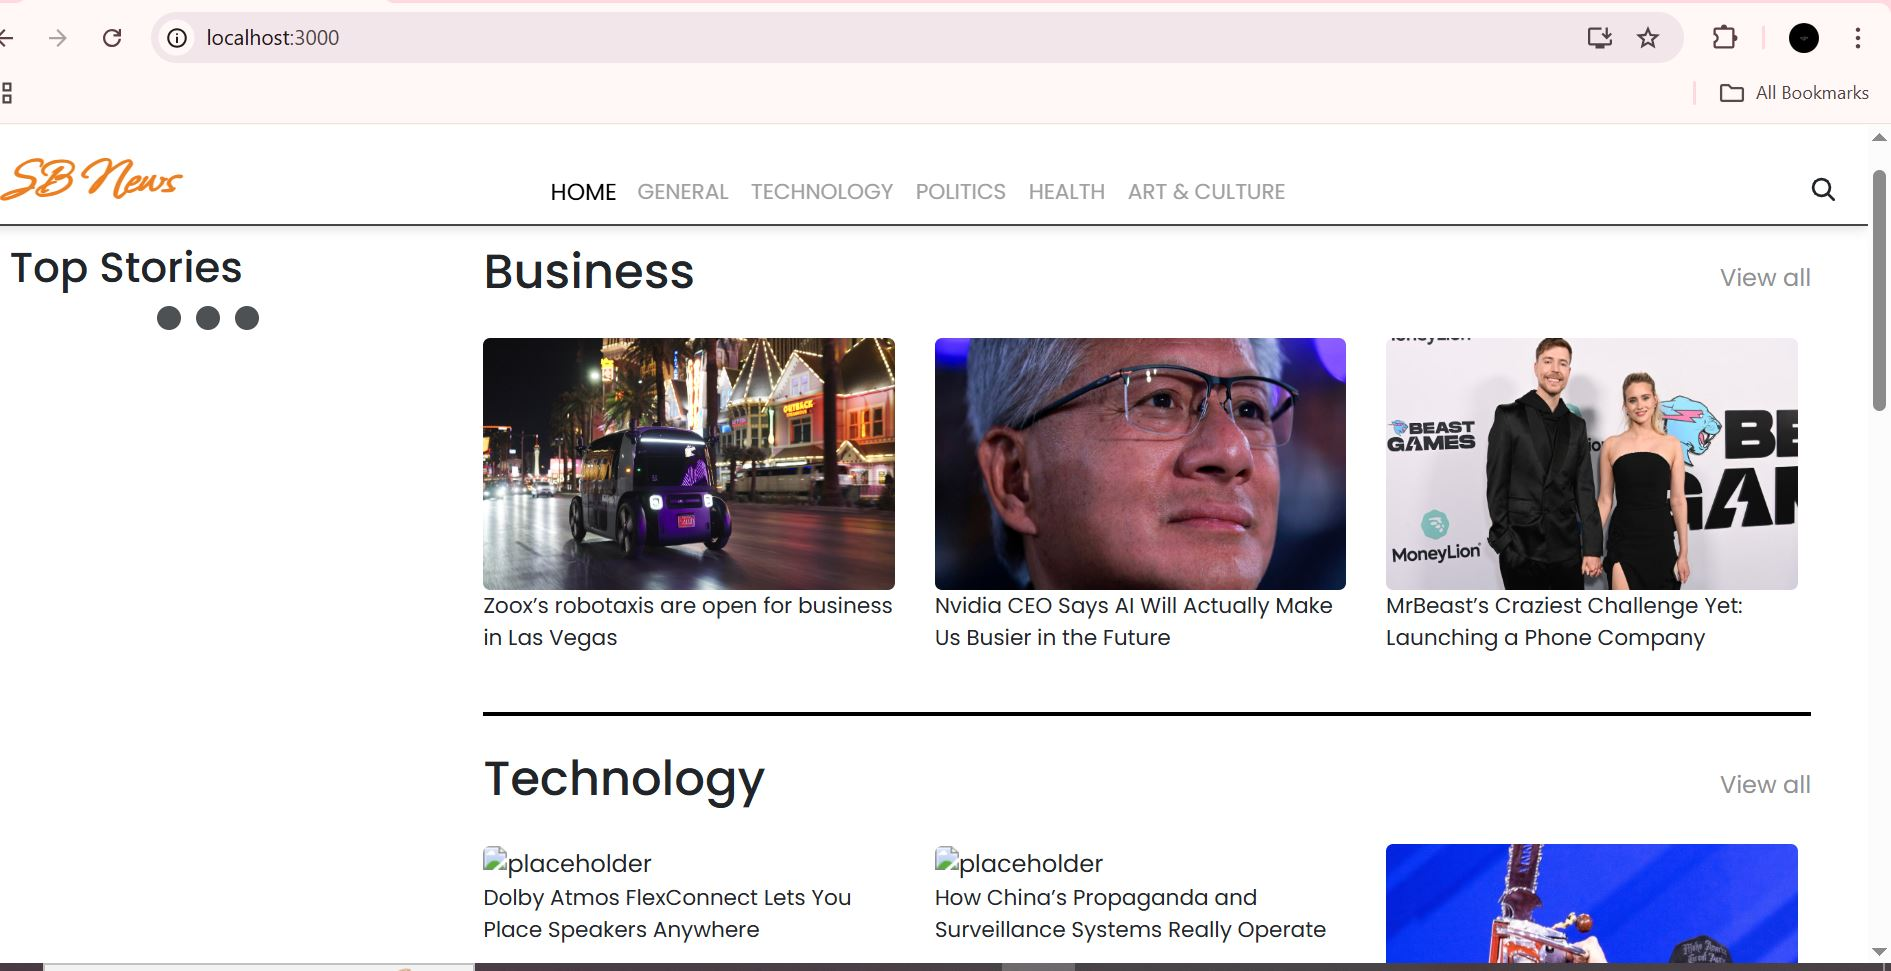 localhost:3000
All Bookmarks
SB News
HOME GENERAL TECHNOLOGY POLITICS HEALTH ART & CULTURE
Top Stories
Business
View all
OUTBACK
BEAST
GAMES
MoneyLion
Zoox’s robotaxis are open for business
in Las Vegas
Nvidia CEO Says AI Will Actually Make
Us Busier in the Future
MrBeast’s Craziest Challenge Yet:
Launching a Phone Company
Technology
View all
placeholder
Dolby Atmos FlexConnect Lets You
Place Speakers Anywhere
placeholder
How China’s Propaganda and
Surveillance Systems Really Operate